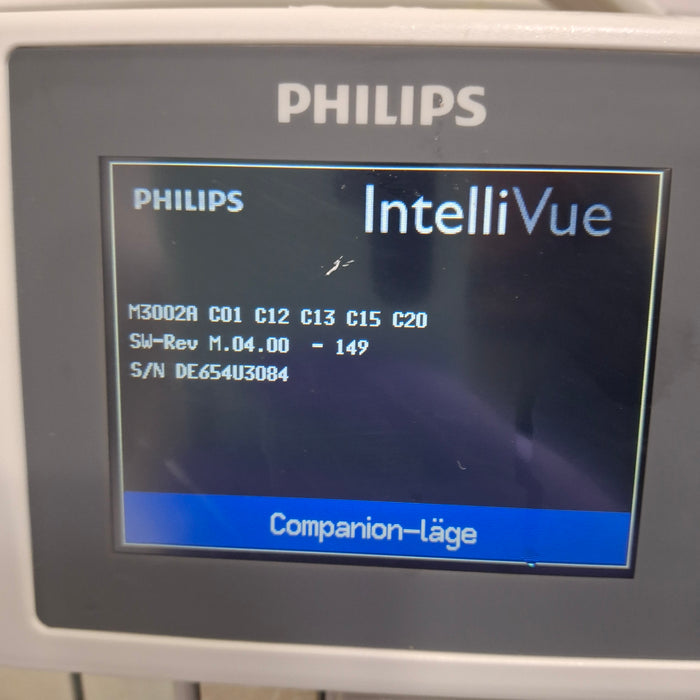 PHILIPS
PHILIPS
IntelliVue
M3002A C01 C12 C13 C15 C20
SW-Rev M.04.00 - 149
S/N DE654U3084
Companion-läge